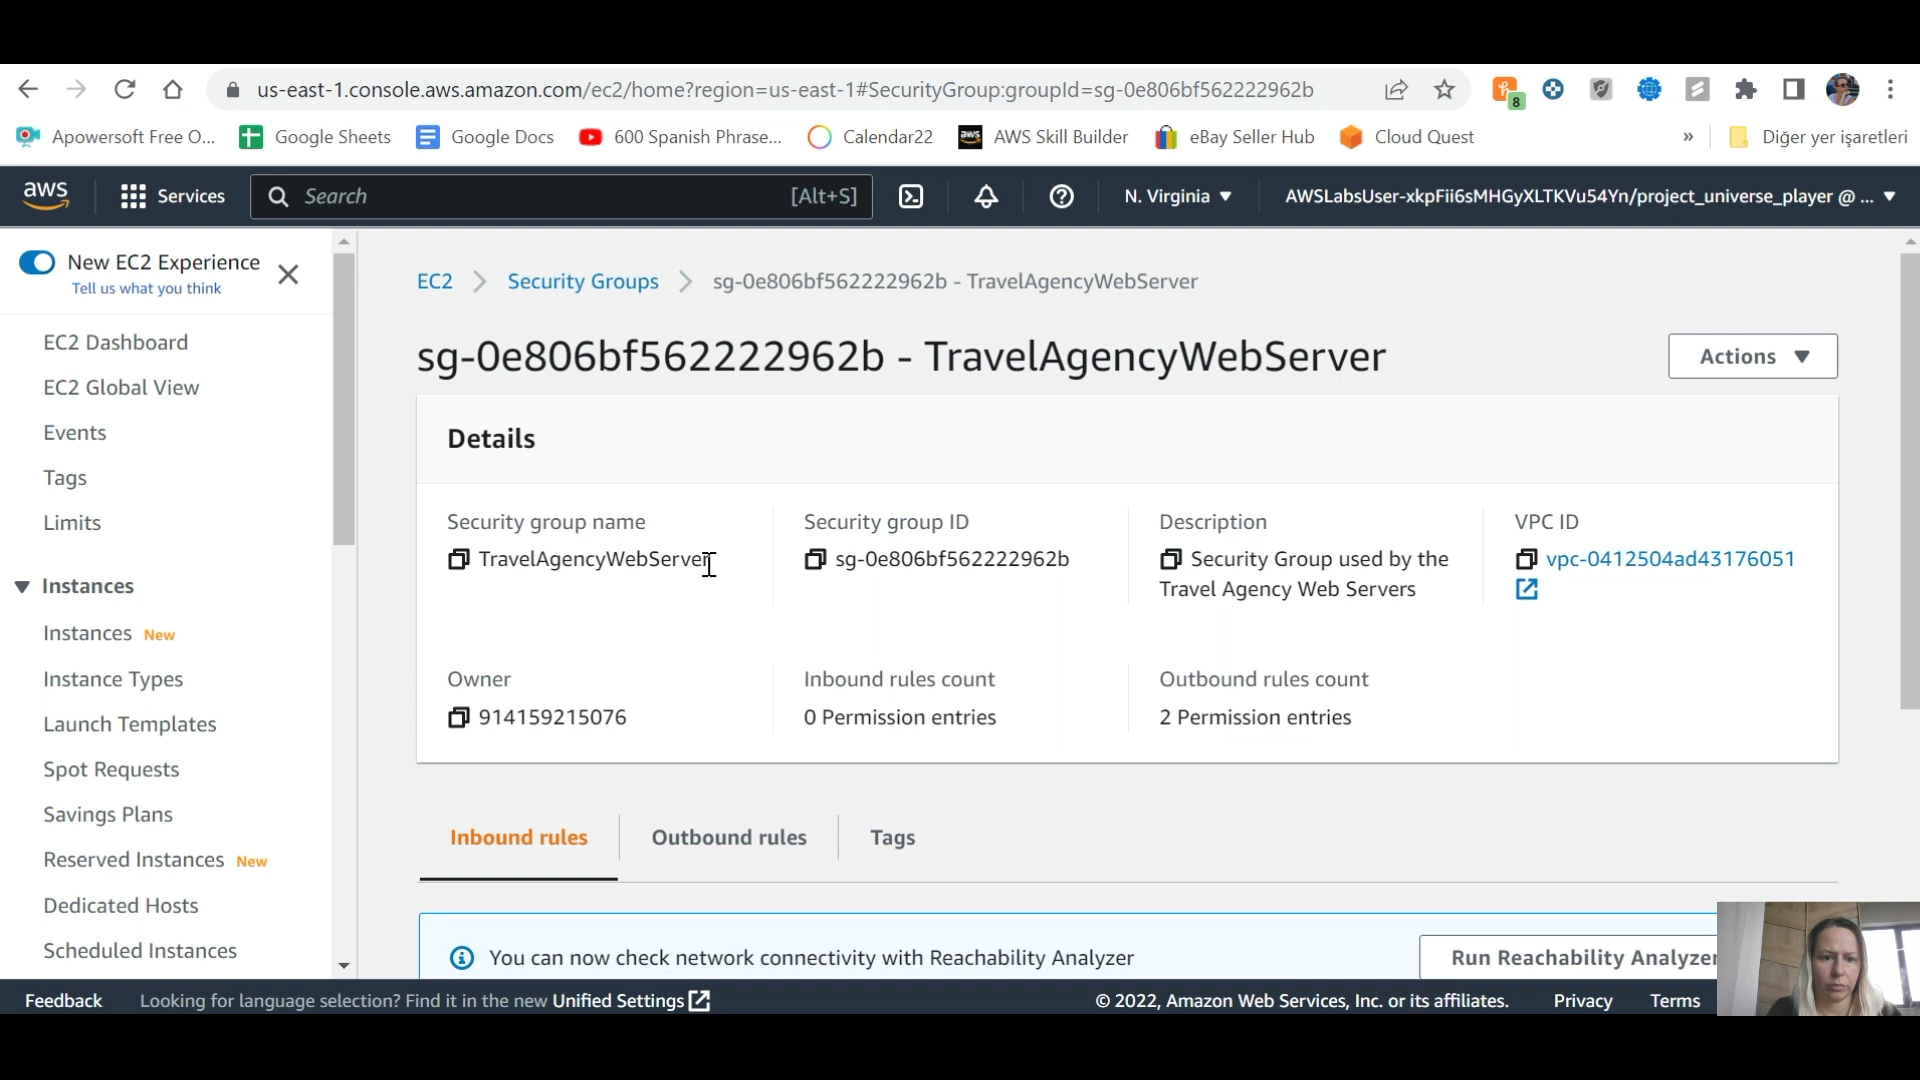 us-east-1.console.aws.amazon.com/ec2/home?region=us-east-1#SecurityGroup:groupId=sg-0e806bf562222962b
8
Apowersoft Free O...
Google Sheets
Google Docs
600 Spanish Phrase...
Calendar22
aws
AWS Skill Builder
eBay Seller Hub
Cloud Quest
»
Diğer yer işaretleri
aws
Services
Search
[Alt+S]
N. Virginia
AWSLabsUser-xkpFii6sMHGyXLTKVu54Yn/project_universe_player @ ...
New EC2 Experience
Tell us what you think
EC2 Dashboard
EC2 Global View
Events
Tags
Limits
Instances
Instances New
Instance Types
Launch Templates
Spot Requests
Savings Plans
Reserved Instances New
Dedicated Hosts
Scheduled Instances
EC2
Security Groups
sg-0e806bf562222962b - TravelAgencyWebServer
sg-0e806bf562222962b - TravelAgencyWebServer
Actions
Details
Security group name
TravelAgencyWebServer
Security group ID
sg-0e806bf562222962b
Description
Security Group used by the
Travel Agency Web Servers
VPC ID
vpc-0412504ad43176051
Owner
914159215076
Inbound rules count
0 Permission entries
Outbound rules count
2 Permission entries
Inbound rules
Outbound rules
Tags
You can now check network connectivity with Reachability Analyzer
Run Reachability Analyzer
Feedback
Looking for language selection? Find it in the new Unified Settings
© 2022, Amazon Web Services, Inc. or its affiliates.
Privacy
Terms